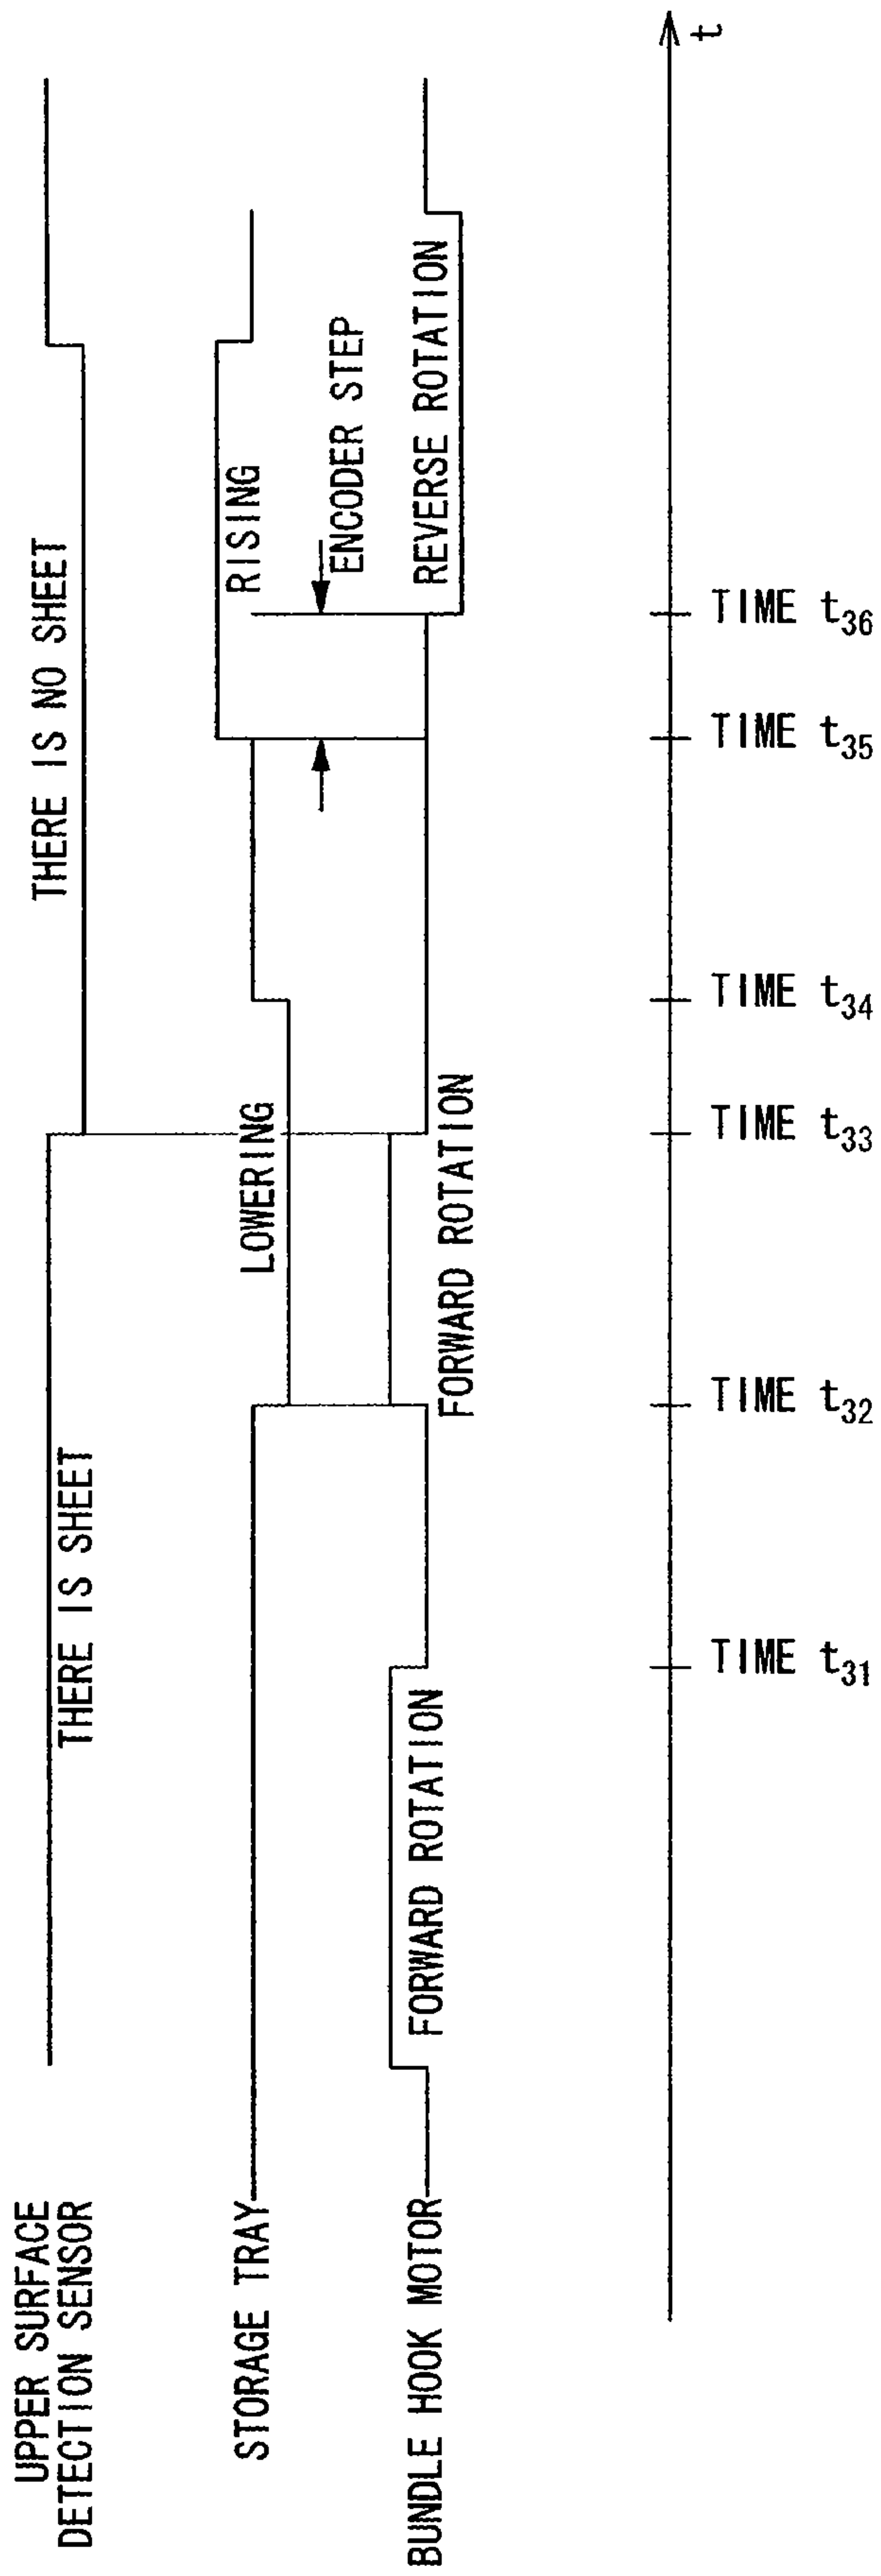 UPPER SURFACE
DETECTION SENSOR
THERE IS SHEET
THERE IS NO SHEET
STORAGE TRAY
LOWERING
RISING
ENCODER STEP
BUNDLE HOOK MOTOR
FORWARD ROTATION
FORWARD ROTATION
REVERSE ROTATION
t
TIME t31
TIME t32
TIME t33
TIME t34
TIME t35
TIME t36